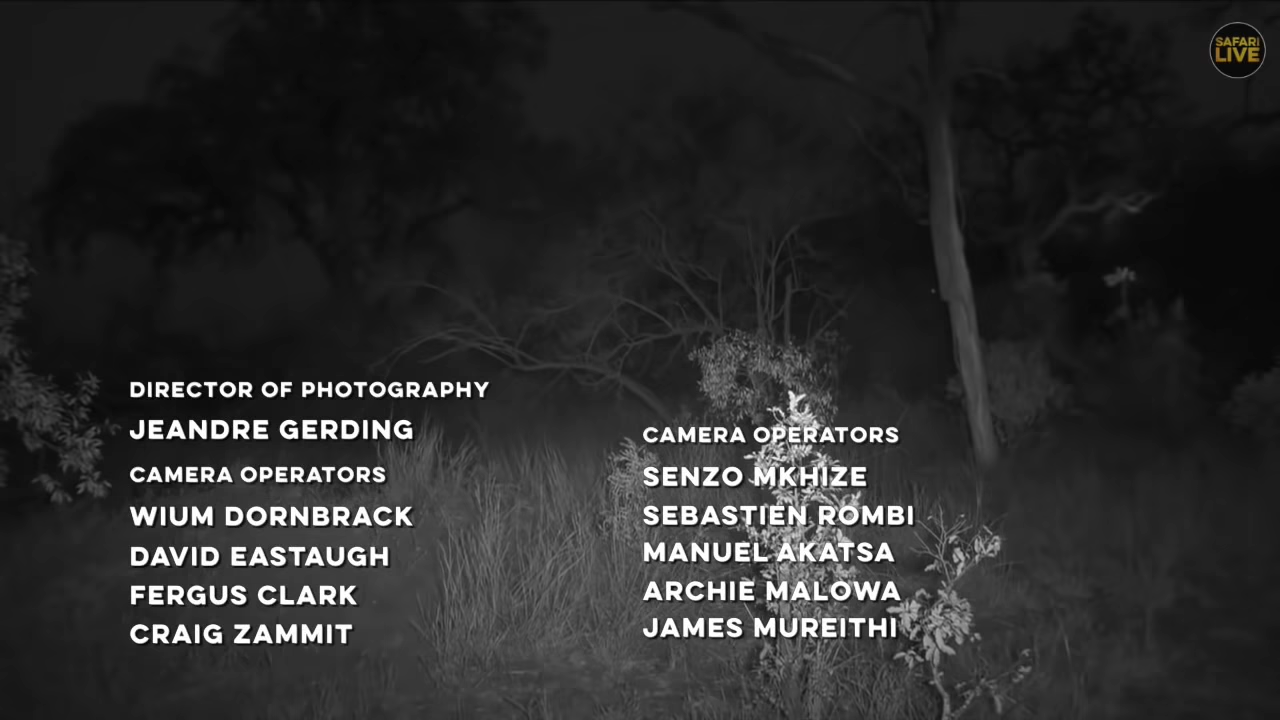 SAFARI
LIVE
DIRECTOR OF PHOTOGRAPHY
JEANDRE GERDING
CAMERA OPERATORS
WIUM DORNBRACK
DAVID EASTAUGH
FERGUS CLARK
CRAIG ZAMMIT
CAMERA OPERATORS
SENZO MKHIZE
SEBASTIEN ROMBI
MANUEL AKATSA
ARCHIE MALOWA
JAMES MUREITHI